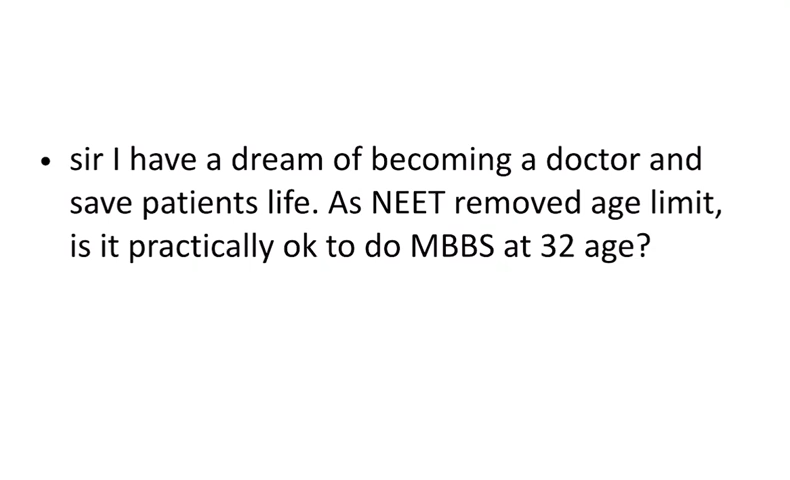 • sir I have a dream of becoming a doctor and
save patients life. As NEET removed age limit,
is it practically ok to do MBBS at 32 age?